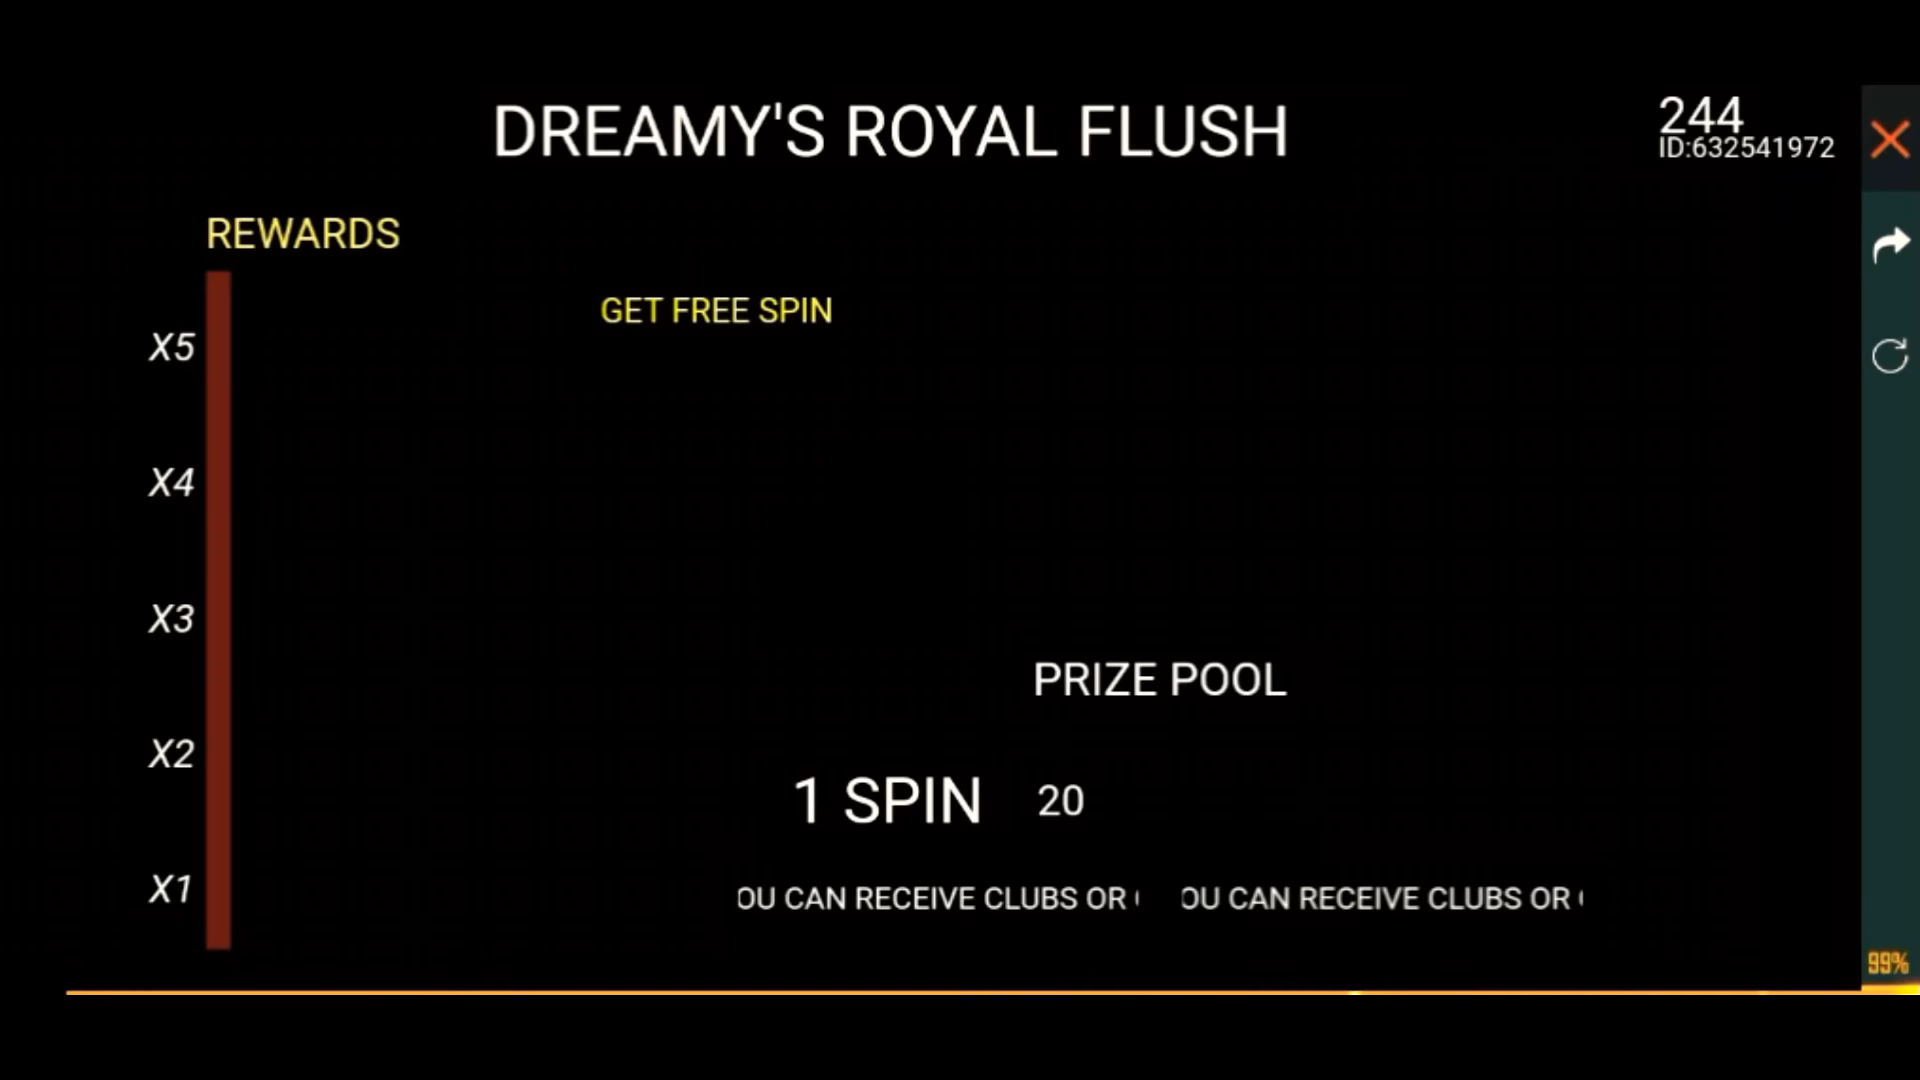 DREAMY'S ROYAL FLUSH
244
ID:632541972
REWARDS
GET FREE SPIN
X5
X4
X3
PRIZE POOL
X2
1 SPIN 20
X1
OU CAN RECEIVE CLUBS OR
OU CAN RECEIVE CLUBS OR
99%